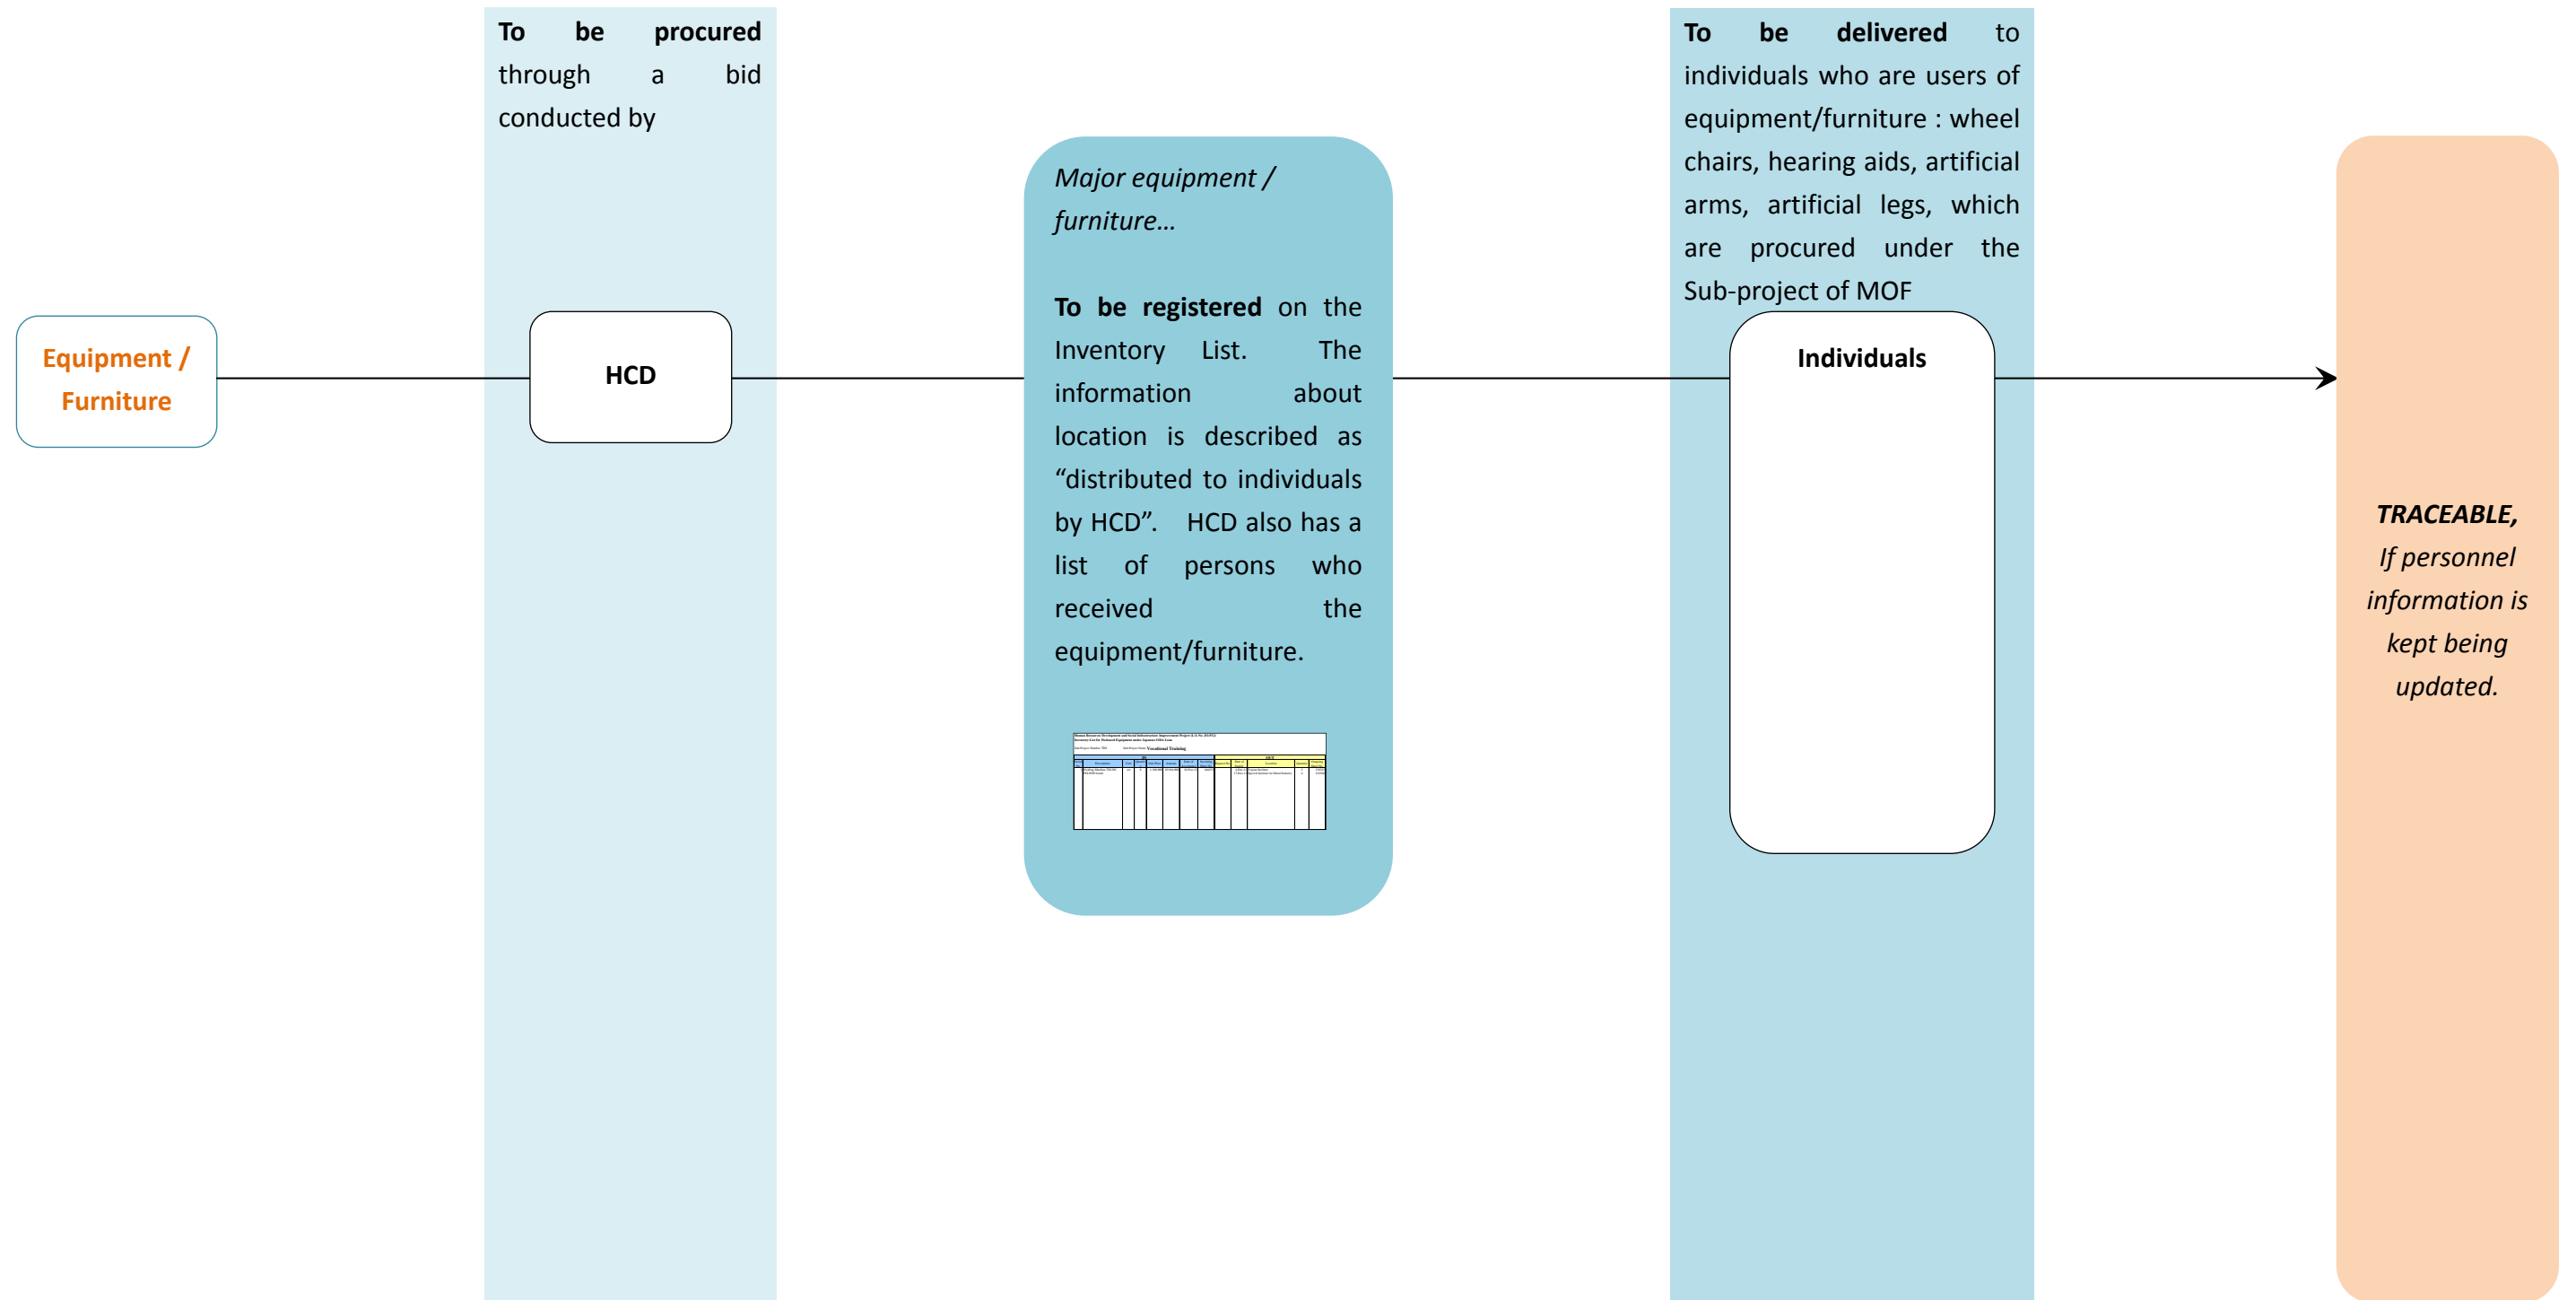 To be procured
through a bid
conducted by
To be delivered to
individuals who are users of
equipment/furniture : wheel
chairs, hearing aids, artificial
arms, artificial legs, which
are procured under the
Sub-project of MOF
Major equipment /
furniture…
To be registered on the
Inventory List. The
information about
location is described as
“distributed to individuals
by HCD”. HCD also has a
list of persons who
received the
equipment/furniture.
Equipment /
Furniture
HCD
Individuals
TRACEABLE,
If personnel
information is
kept being
updated.
Vocational Training